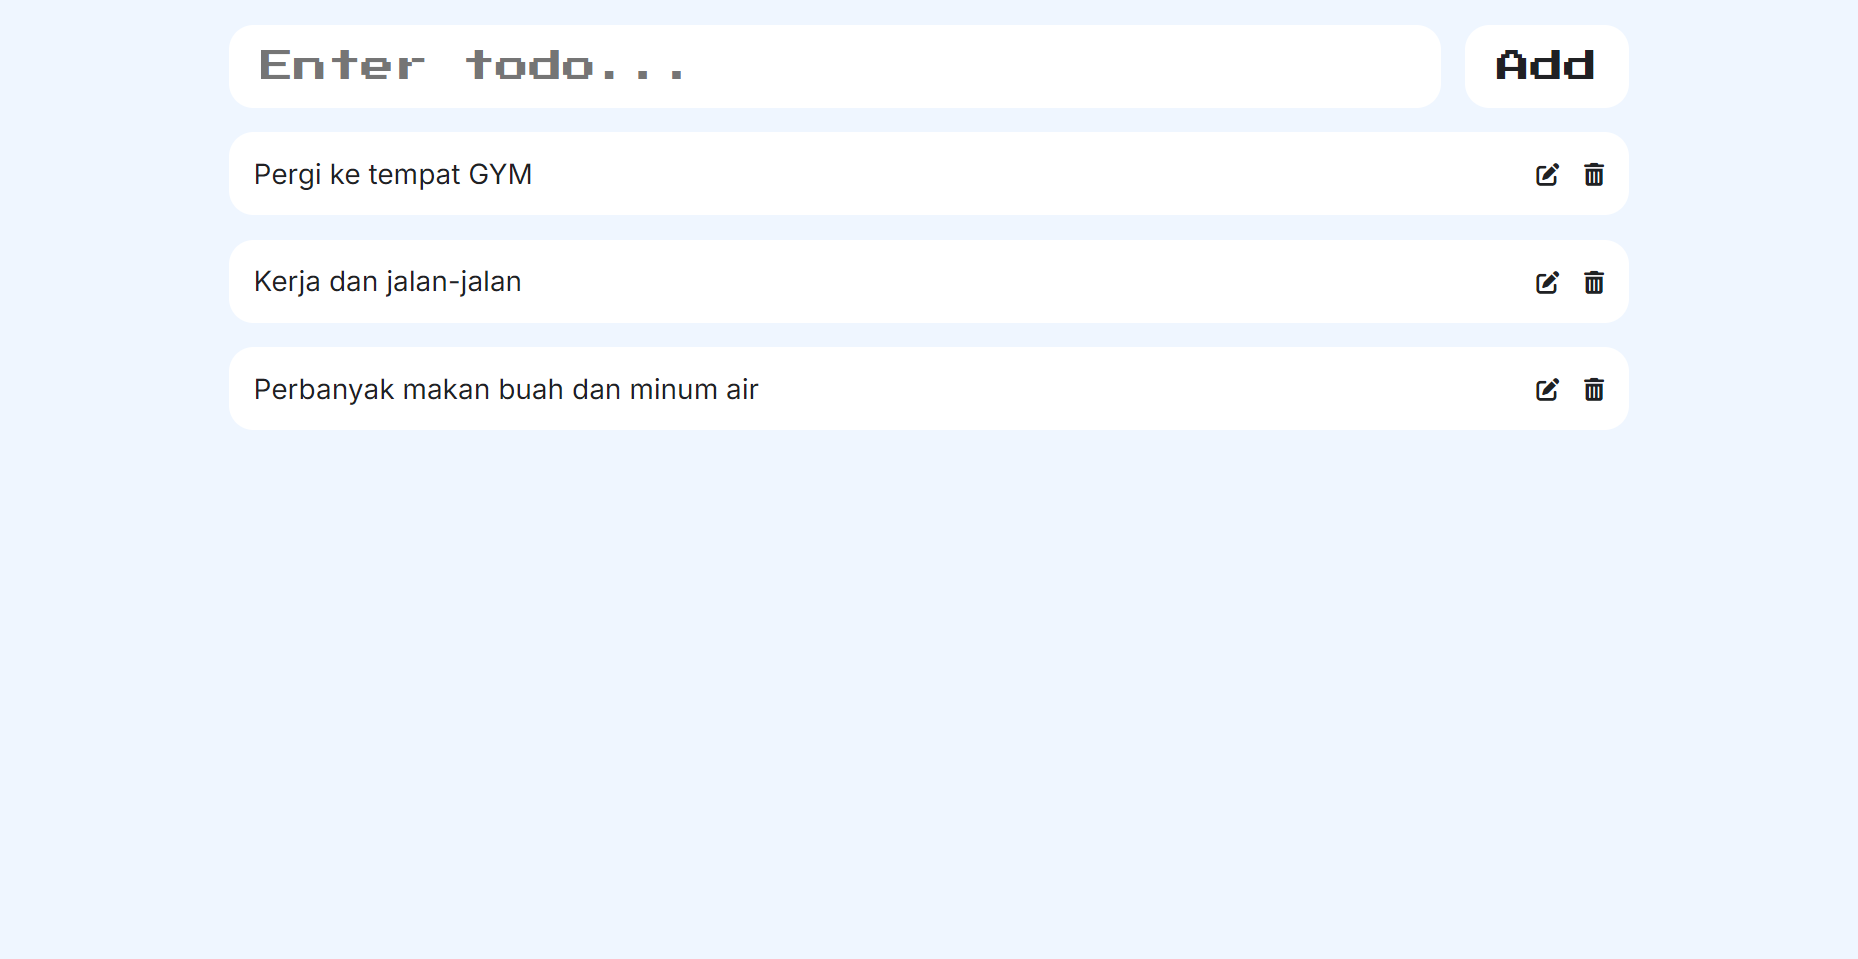 Enter todo...
Add
Pergi ke tempat GYM
Kerja dan jalan-jalan
Perbanyak makan buah dan minum air